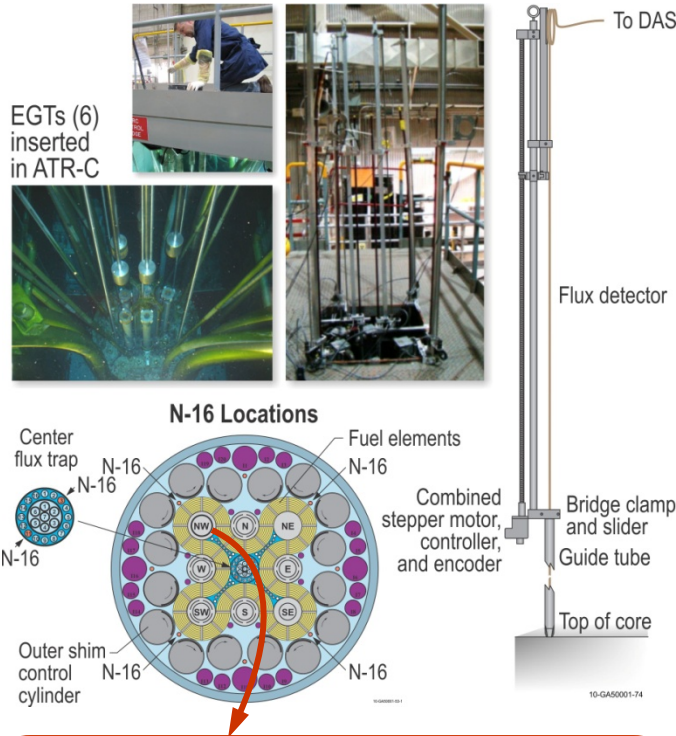 To DAS
EGTs (6)
inserted
in ATR-C
Flux detector
N-16 Locations
Center
flux trap
N-16
N-16
N-16
Fuel elements
N-16
NW
N
NE
W
C
E
SW
S
SE
Outer shim
control
cylinder
N-16
N-16
Combined
stepper motor,
controller,
and encoder
Bridge clamp
and slider
Guide tube
Top of core
10-GA50001-74